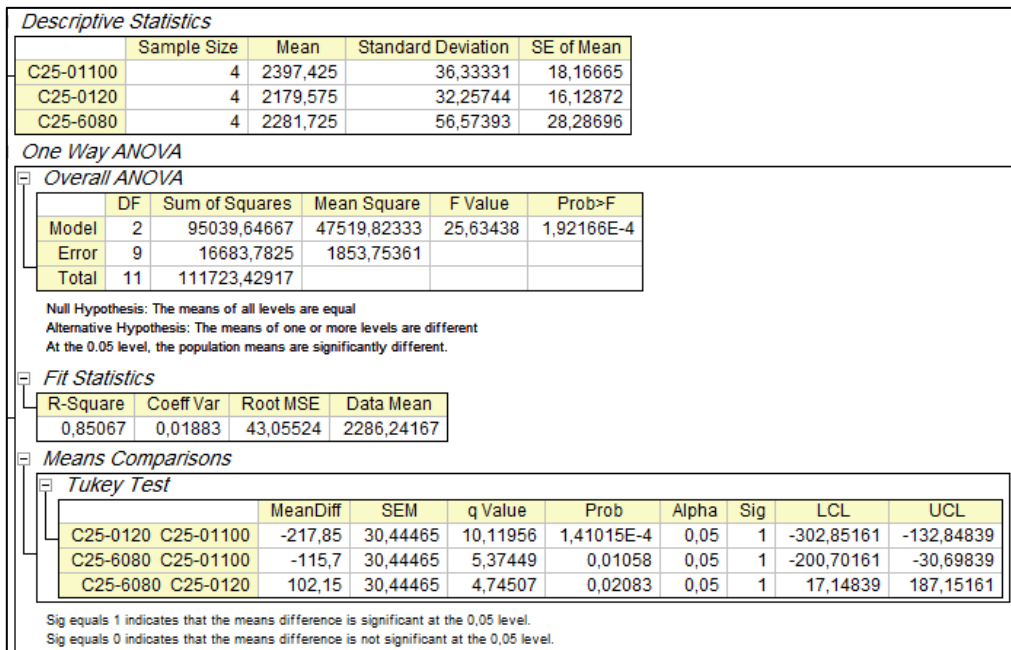 Descriptive Statistics
Sample Size Mean Standard Deviation SE of Mean
C25-01100 4 2397,425 36,33331 18,16665
C25-0120 4 2179,575 32,25744 16,12872
C25-6080 4 2281,725 56,57393 28,28696
One Way ANOVA
Overall ANOVA
DF Sum of Squares Mean Square F Value Prob>F
Model 2 95039,64667 47519,82333 25,63438 1,92166E-4
Error 9 16683,7825 1853,75361
Total 11 111723,42917
Null Hypothesis: The means of all levels are equal
Alternative Hypothesis: The means of one or more levels are different
At the 0.05 level, the population means are significantly different.
Fit Statistics
R-Square Coeff Var Root MSE Data Mean
0,85067 0,01883 43,05524 2286,24167
Means Comparisons
Tukey Test
MeanDiff SEM q Value Prob Alpha Sig LCL UCL
C25-0120 C25-01100 -217,85 30,44465 10,11956 1,41015E-4 0,05 1 -302,85161 -132,84839
C25-6080 C25-01100 -115,7 30,44465 5,37449 0,01058 0,05 1 -200,70161 -30,69839
C25-6080 C25-0120 102,15 30,44465 4,74507 0,02083 0,05 1 17,14839 187,15161
Sig equals 1 indicates that the means difference is significant at the 0,05 level.
Sig equals 0 indicates that the means difference is not significant at the 0,05 level.